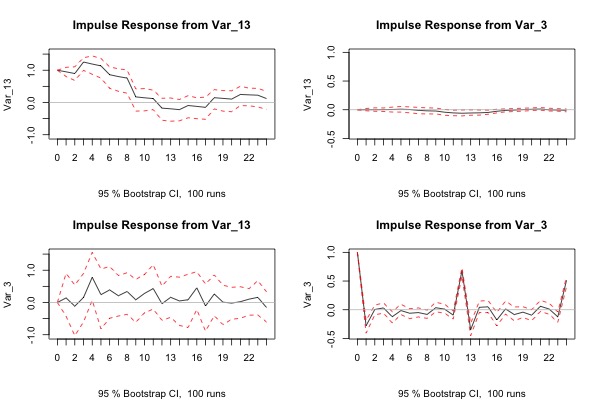 Impulse Response from Var_13
Var_13
1.0
0.0
-1.0
0 2 4 6 8 10 13 16 19 22
95 % Bootstrap CI, 100 runs
Impulse Response from Var_3
Var_13
1.0
0.5
0.0
-0.5
0 2 4 6 8 10 13 16 19 22
95 % Bootstrap CI, 100 runs
Impulse Response from Var_13
Var_3
1.0
0.0
-1.0
0 2 4 6 8 10 13 16 19 22
95 % Bootstrap CI, 100 runs
Impulse Response from Var_3
Var_3
1.0
0.5
0.0
-0.5
0 2 4 6 8 10 13 16 19 22
95 % Bootstrap CI, 100 runs